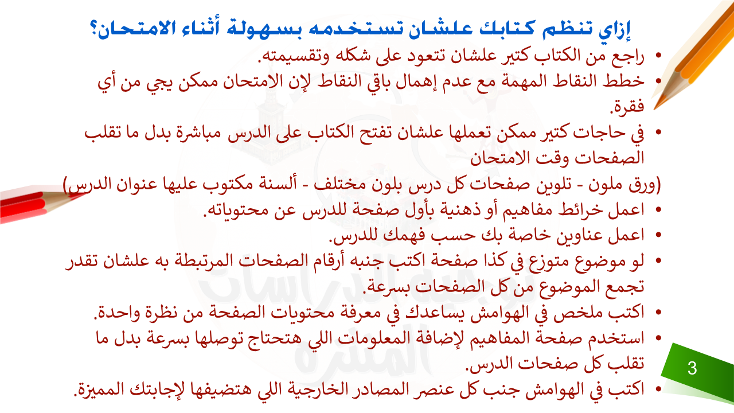 إزاي تنظم كتابك علشان تستخدمه بسهولة أثناء الامتحان؟
• راجع من الكتاب كتير علشان تتعود على شكله وتقسيمته.
• خطط النقاط المهمة مع عدم إهمال باقي النقاط لإن الامتحان ممكن يجي من أي
فقرة.
• في حاجات كتير ممكن تعملها علشان تفتح الكتاب على الدرس مباشرة بدل ما تقلب
الصفحات وقت الامتحان
(ورق ملون - تلوين صفحات كل درس بلون مختلف - ألسنة مكتوب عليها عنوان الدرس)
• اعمل خرائط مفاهيم أو ذهنية بأول صفحة للدرس عن محتوياته.
• اعمل عناوين خاصة بك حسب فهمك للدرس.
• لو موضوع متوزع في كذا صفحة اكتب جنبه أرقام الصفحات المرتبطة به علشان تقدر
تجمع الموضوع من كل الصفحات بسرعة.
• اكتب ملخص في الهوامش يساعدك في معرفة محتويات الصفحة من نظرة واحدة.
• استخدم صفحة المفاهيم لإضافة المعلومات اللي هتحتاج توصلها بسرعة بدل ما
تقلب كل صفحات الدرس.
• اكتب في الهوامش جنب كل عنصر المصادر الخارجية اللي هتضيفها لإجابتك المميزة.
3